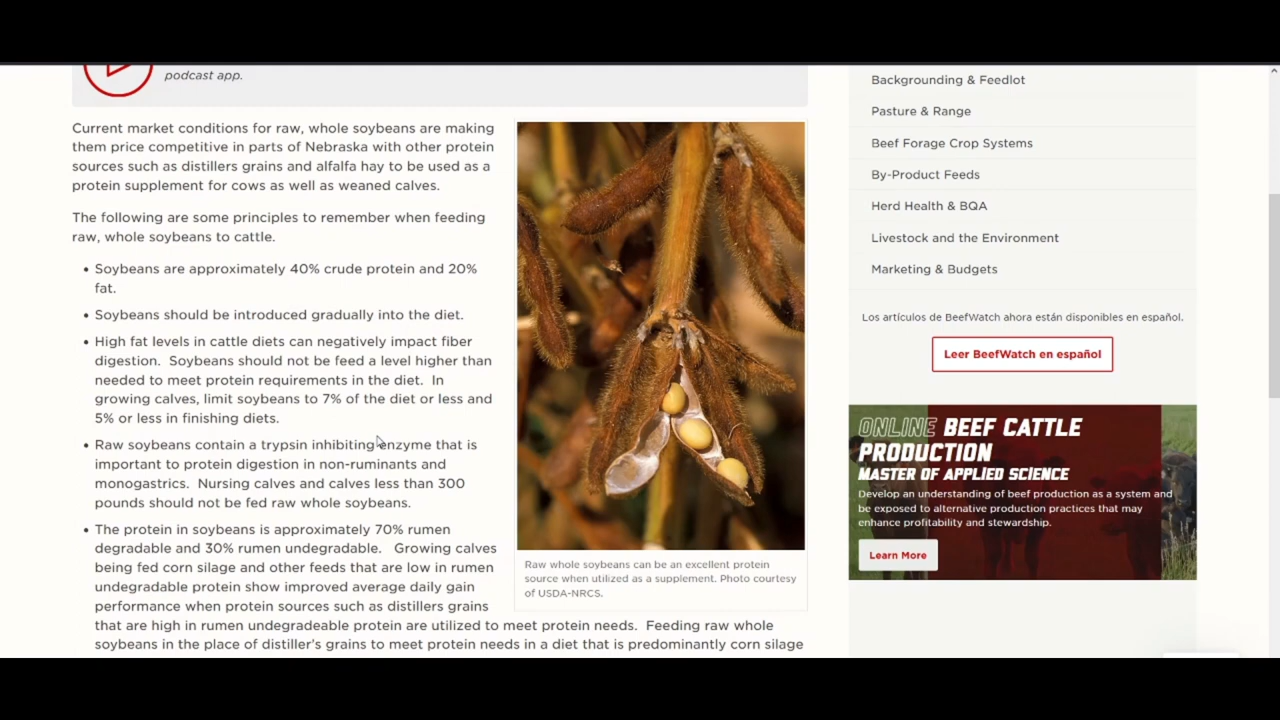 podcast app.
Current market conditions for raw, whole soybeans are making
them price competitive in parts of Nebraska with other protein
sources such as distillers grains and alfalfa hay to be used as a
protein supplement for cows as well as weaned calves.
The following are some principles to remember when feeding
raw, whole soybeans to cattle.
• Soybeans are approximately 40% crude protein and 20%
fat.
• Soybeans should be introduced gradually into the diet.
• High fat levels in cattle diets can negatively impact fiber
digestion. Soybeans should not be feed a level higher than
needed to meet protein requirements in the diet. In
growing calves, limit soybeans to 7% of the diet or less and
5% or less in finishing diets.
• Raw soybeans contain a trypsin inhibiting enzyme that is
important to protein digestion in non-ruminants and
monogastrics. Nursing calves and calves less than 300
pounds should not be fed raw whole soybeans.
• The protein in soybeans is approximately 70% rumen
degradable and 30% rumen undegradable. Growing calves
being fed corn silage and other feeds that are low in rumen
undegradable protein show improved average daily gain
performance when protein sources such as distillers grains
that are high in rumen undegradeable protein are utilized to meet protein needs. Feeding raw whole
soybeans in the place of distiller's grains to meet protein needs in a diet that is predominantly corn silage
Raw whole soybeans can be an excellent protein
source when utilized as a supplement. Photo courtesy
of USDA-NRCS.
Backgrounding & Feedlot
Pasture & Range
Beef Forage Crop Systems
By-Product Feeds
Herd Health & BQA
Livestock and the Environment
Marketing & Budgets
Los artículos de BeefWatch ahora están disponibles en español.
Leer BeefWatch en español
ONLINE BEEF CATTLE
PRODUCTION
MASTER OF APPLIED SCIENCE
Develop an understanding of beef production as a system and
be exposed to alternative production practices that may
enhance profitability and stewardship.
Learn More